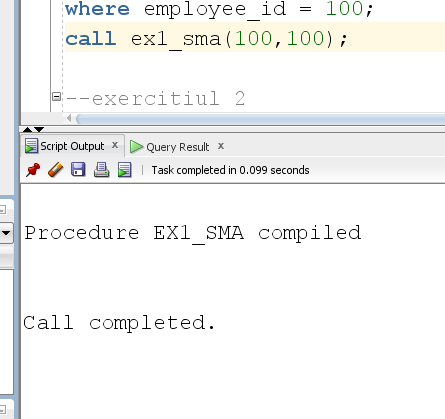 where employee_id = 100;
call ex1_sma(100,100);
--exercitiul 2
Script Output x Query Result x
Task completed in 0.099 seconds
Procedure EX1_SMA compiled
Call completed.